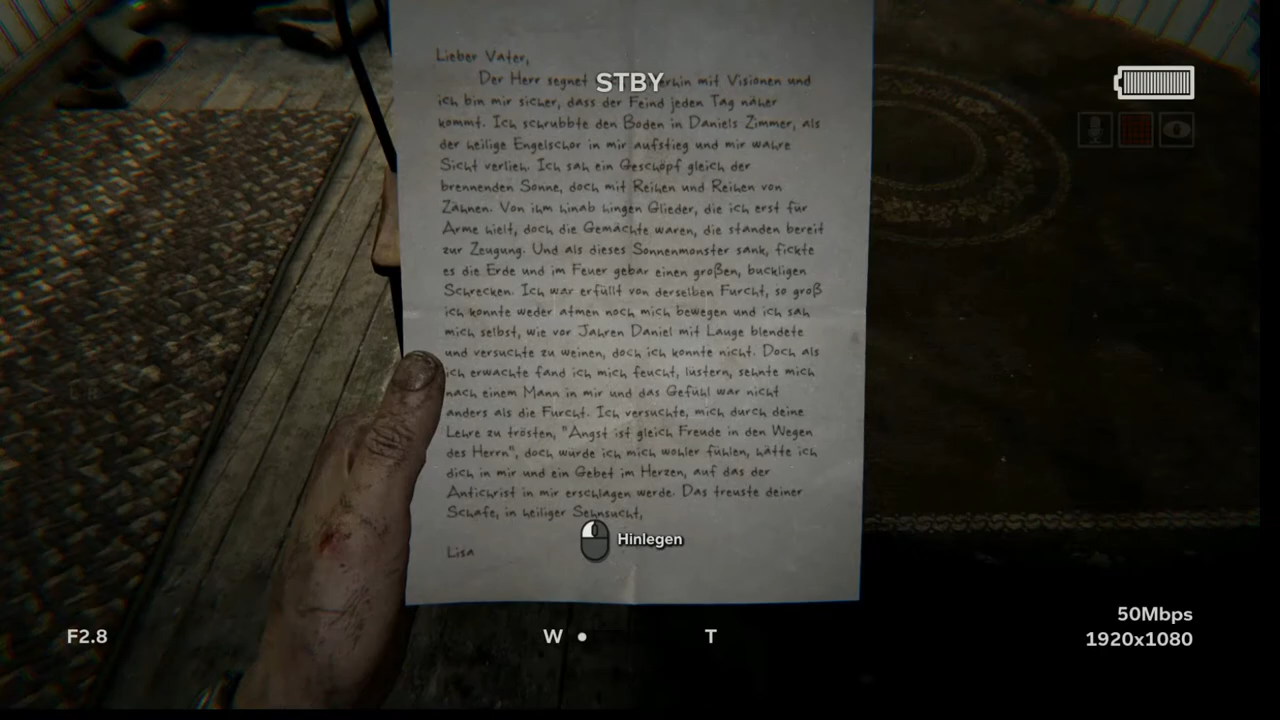 Lieber Vater,
Der Herr segnet erhin mit Visionen und
STBY
ich bin mir sicher, dass der Feind jeden Tag näher
kommt. Ich schrubbte den Boden in Daniels Zimmer, als
der heilige Engelschor in mir aufstieg und mir wahre
Sicht verlieh. Ich sah ein Geschöpf gleich der
brennenden Sonne, doch mit Reihen und Reihen von
Zähnen. Von ihm hinab hingen Glieder, die ich erst für
Arme hielt, doch die Gemächte waren, die standen bereit
zur Zeugung. Und als dieses Sonnenmonster sank, fickte
es die Erde und im Feuer gebar einen großen, buckligen
Schrecken. Ich war erfüllt von derselben Furcht, so groß
ich konnte weder atmen noch mich bewegen und ich sah
mich selbst, wie vor Jahren Daniel mit Lauge blendete
und versuchte zu weinen, doch ich konnte nicht. Doch als
ich erwachte fand ich mich feucht, lüstern, sehnte mich
nach einem Mann in mir und das Gefühl war nicht
anders als die Furcht. Ich versuchte, mich durch deine
Lehre zu trösten, "Angst ist gleich Freude in den Wegen
des Herrn", doch würde ich mich wohler fühlen, hätte ich
dich in mir und ein Gebet im Herzen, auf das der
Antichrist in mir erschlagen werde. Das treuste deiner
Schafe, in heiliger Sehnsucht,
Hinlegen
Lisa
50Mbps
F2.8
W
T
1920x1080